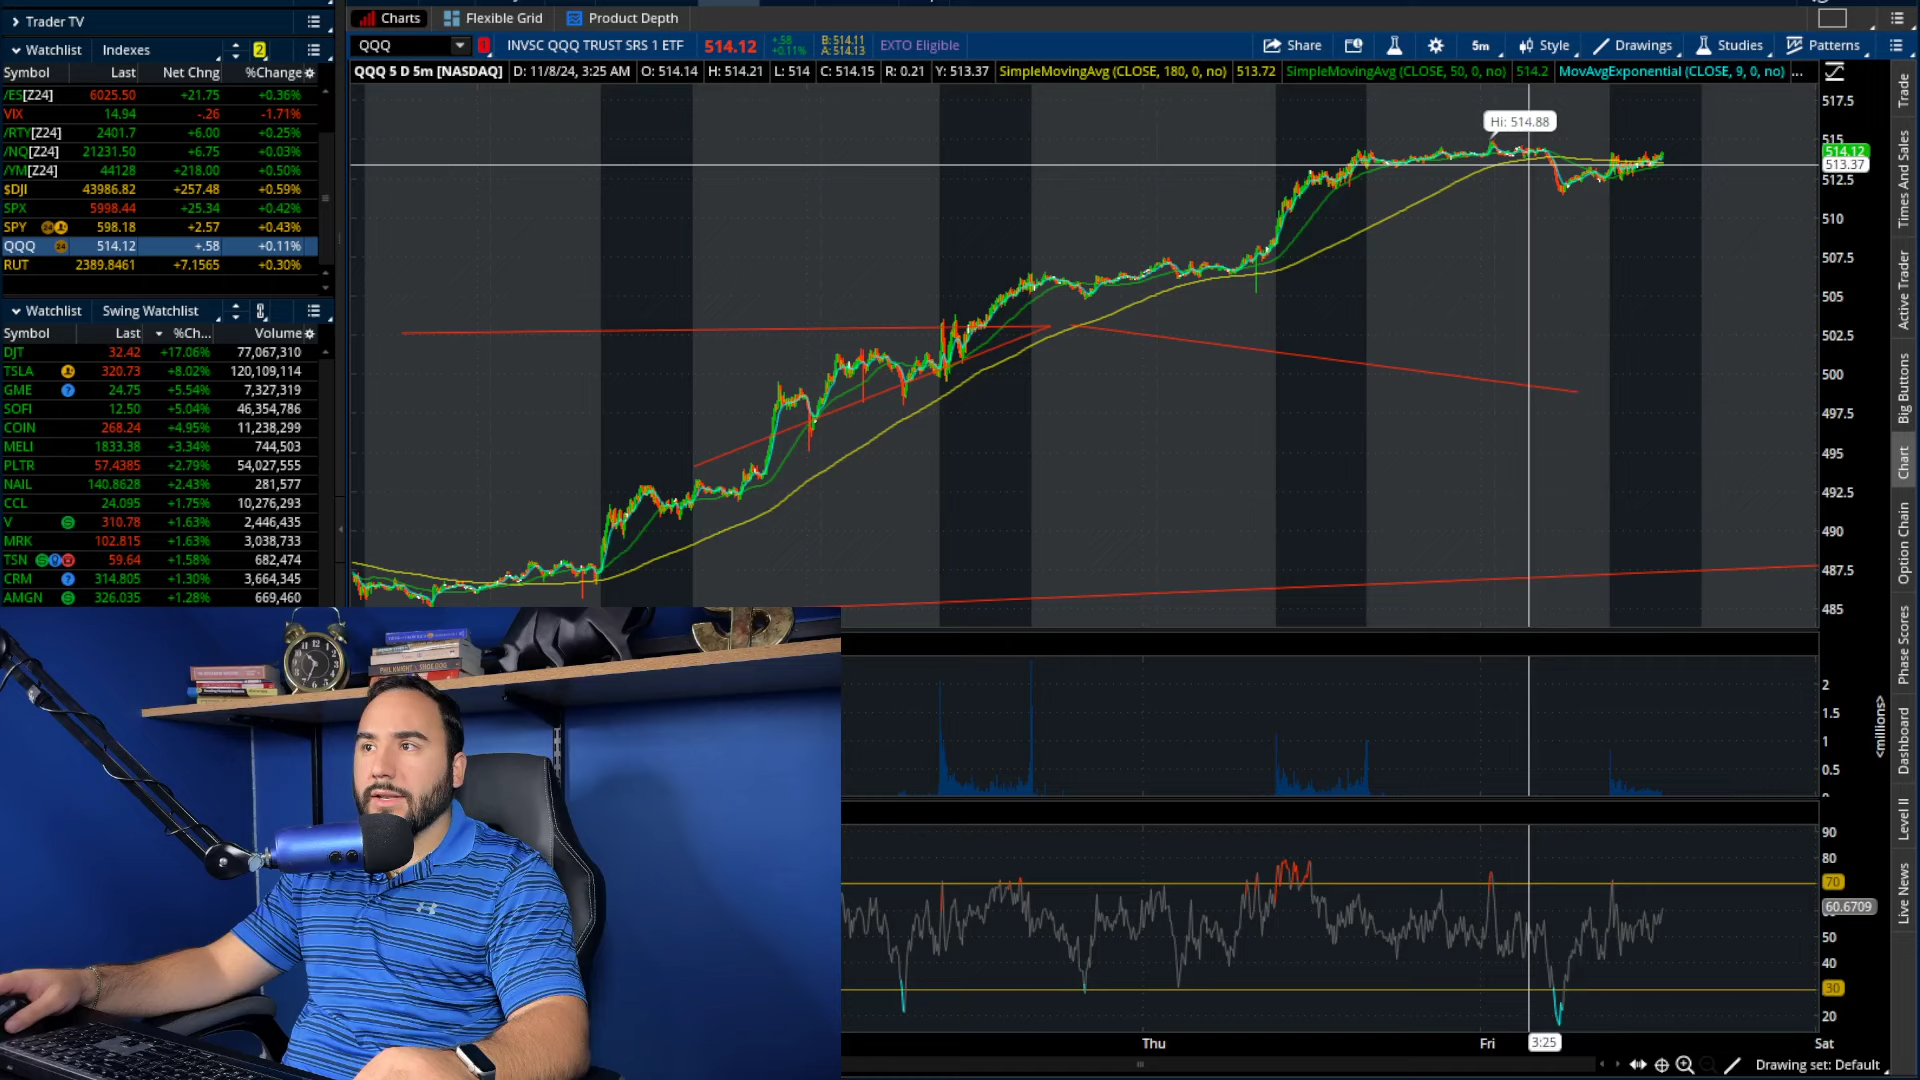 Trader TV
Watchlist Indexes 2
Symbol Last Net Chng %Change
/ES[Z24] 6025.50 +21.75 +0.36%
VIX 14.94 -.26 -1.71%
/RTY[Z24] 2401.7 +6.00 +0.25%
/NQ[Z24] 21231.50 +6.75 +0.03%
/YM[Z24] 44128 +218.00 +0.50%
$DJI 43986.82 +257.48 +0.59%
SPX 5998.44 +25.34 +0.42%
SPY 24 598.18 +2.57 +0.43%
QQQ 24 514.12 +.58 +0.11%
RUT 2389.8461 +7.1565 +0.30%
Watchlist Swing Watchlist
Symbol Last %Ch... Volume
DJT 32.42 +17.06% 77,067,310
TSLA 320.73 +8.02% 120,109,114
GME ? 24.75 +5.54% 7,327,319
SOFI 12.50 +5.04% 46,354,786
COIN 268.24 +4.95% 11,238,299
MELI 1833.38 +3.34% 744,503
PLTR 57.4385 +2.79% 54,027,555
NAIL 140.8628 +2.43% 281,577
CCL 24.095 +1.75% 10,276,293
V 310.78 +1.63% 2,446,435
MRK 102.815 +1.63% 3,038,733
TSN 59.64 +1.58% 682,474
CRM ? 314.805 +1.30% 3,664,345
AMGN 326.035 +1.28% 669,460
Charts Flexible Grid Product Depth
QQQ INVSC QQQ TRUST SRS 1 ETF 514.12 +.58 +0.11% B: 514.11 A: 514.13 EXTO Eligible Share 5m Style Drawings Studies Patterns
QQQ 5 D 5m [NASDAQ] D: 11/8/24, 3:25 AM O: 514.14 H: 514.21 L: 514 C: 514.15 R: 0.21 Y: 513.37 SimpleMovingAvg (CLOSE, 180, 0, no) 513.72 SimpleMovingAvg (CLOSE, 50, 0, no) 514.2 MovAvgExponential (CLOSE, 9, 0, no) ...
Hi: 514.88
517.5
515
514.12
513.37
512.5
510
507.5
505
502.5
500
497.5
495
492.5
490
487.5
485
2
1.5
1
0.5
<millions>
90
80
70
60.6709
50
40
30
20
Thu Fri 3:25 Sat
Drawing set: Default
Trade
Times And Sales
Active Trader
Big Buttons
Chart
Option Chain
Phase Scores
Dashboard
Level II
Live News
PHIL KNIGHT SHOE DOG